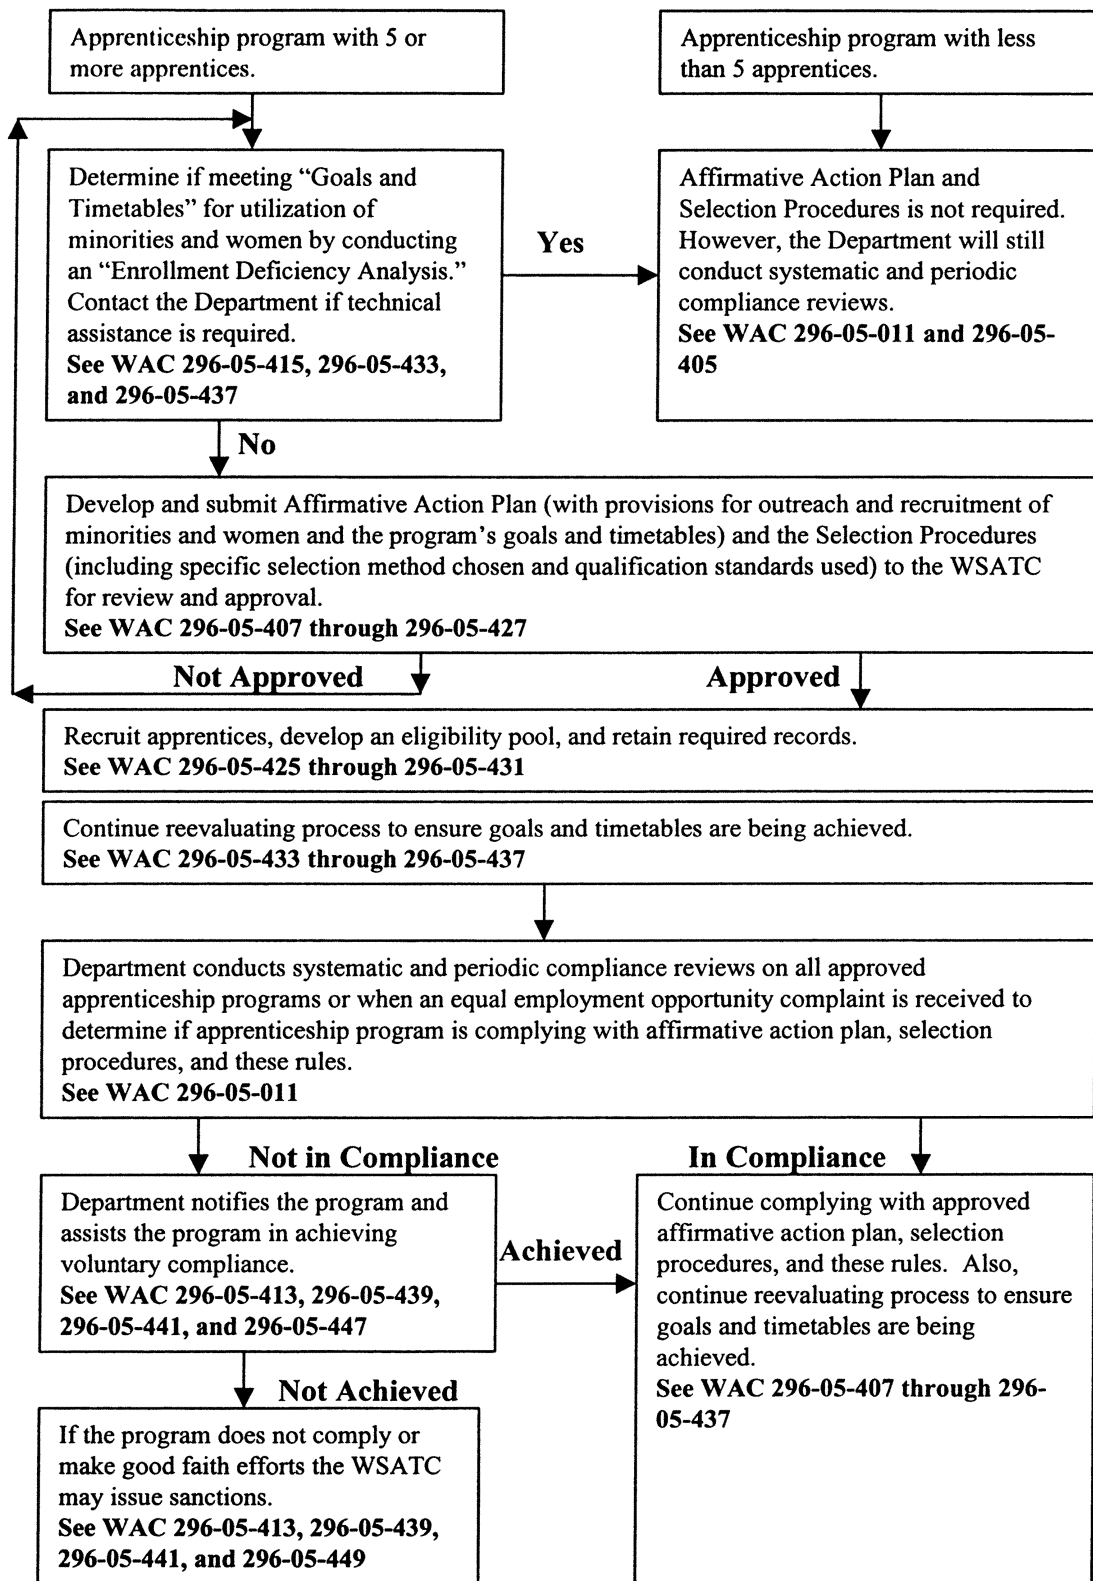 Apprenticeship program with 5 or
more apprentices.
Apprenticeship program with less
than 5 apprentices.
Determine if meeting “Goals and
Timetables” for utilization of
minorities and women by conducting
an “Enrollment Deficiency Analysis.”
Contact the Department if technical
assistance is required.
See WAC 296-05-415, 296-05-433,
and 296-05-437
Yes
Affirmative Action Plan and
Selection Procedures is not required.
However, the Department will still
conduct systematic and periodic
compliance reviews.
See WAC 296-05-011 and 296-05-
405
No
Develop and submit Affirmative Action Plan (with provisions for outreach and recruitment of
minorities and women and the program’s goals and timetables) and the Selection Procedures
(including specific selection method chosen and qualification standards used) to the WSATC
for review and approval.
See WAC 296-05-407 through 296-05-427
Not Approved
Approved
Recruit apprentices, develop an eligibility pool, and retain required records.
See WAC 296-05-425 through 296-05-431
Continue reevaluating process to ensure goals and timetables are being achieved.
See WAC 296-05-433 through 296-05-437
Department conducts systematic and periodic compliance reviews on all approved
apprenticeship programs or when an equal employment opportunity complaint is received to
determine if apprenticeship program is complying with affirmative action plan, selection
procedures, and these rules.
See WAC 296-05-011
Not in Compliance
In Compliance
Department notifies the program and
assists the program in achieving
voluntary compliance.
See WAC 296-05-413, 296-05-439,
296-05-441, and 296-05-447
Achieved
Continue complying with approved
affirmative action plan, selection
procedures, and these rules. Also,
continue reevaluating process to ensure
goals and timetables are being
achieved.
See WAC 296-05-407 through 296-
05-437
Not Achieved
If the program does not comply or
make good faith efforts the WSATC
may issue sanctions.
See WAC 296-05-413, 296-05-439,
296-05-441, and 296-05-449